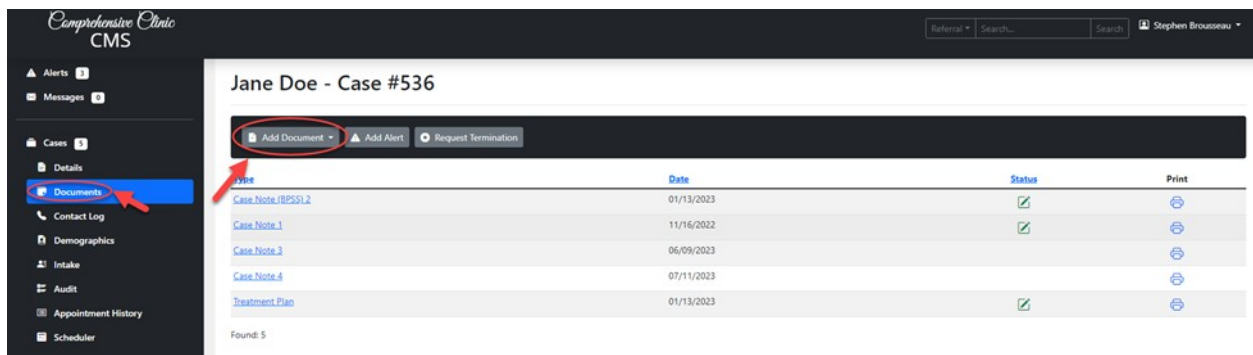 Comprehensive Clinic
CMS
Referral Search... Search Stephen Brousseau
Alerts 3
Messages 0
Cases 5
Details
Documents
Contact Log
Demographics
Intake
Audit
Appointment History
Scheduler
Jane Doe - Case #536
Add Document Add Alert Request Termination
Type Date Status Print
Case Note (BPSS) 2 01/13/2023
Case Note 1 11/16/2022
Case Note 3 06/09/2023
Case Note 4 07/11/2023
Treatment Plan 01/13/2023
Found: 5